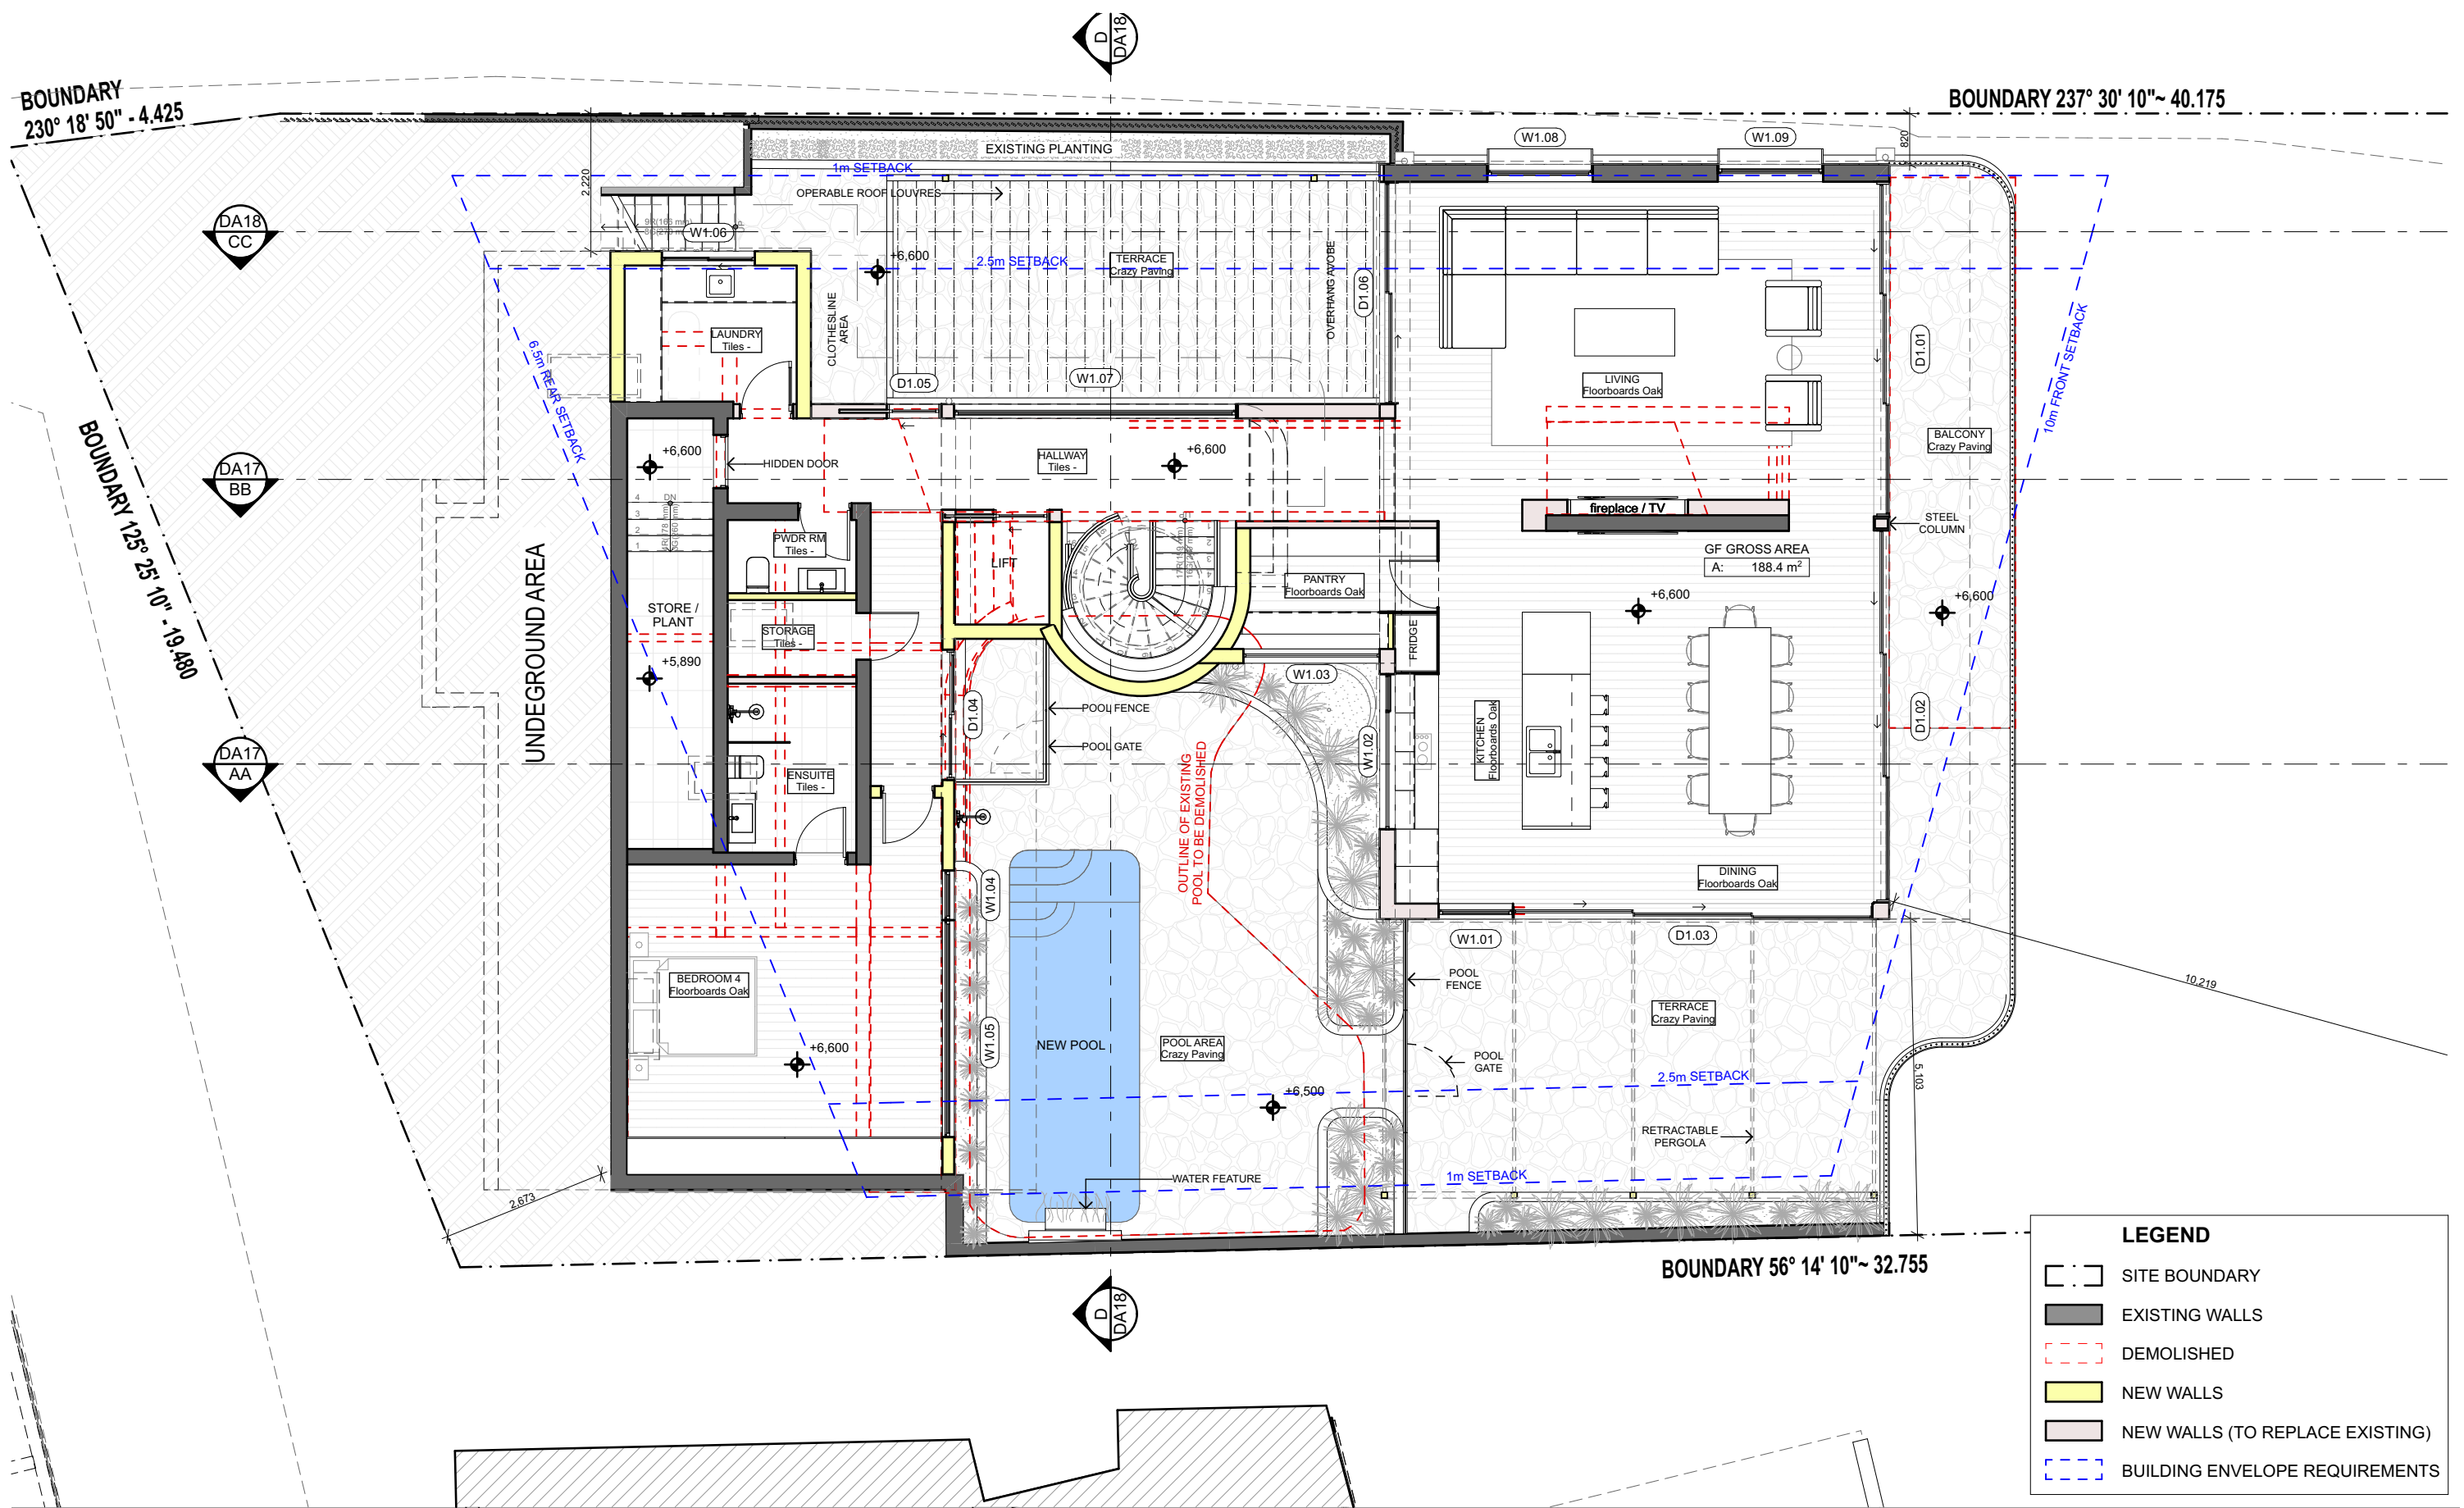 D
DA18
BOUNDARY
230° 18' 50" - 4.425
BOUNDARY 237° 30' 10"~ 40.175
820
2,220
W1.08
W1.09
EXISTING PLANTING
1m SETBACK
OPERABLE ROOF LOUVRES
DA18
CC
W1.06
+6,600
2.5m SETBACK
TERRACE
Crazy Paving
OVERHANG AVOBE
D1.06
CLOTHESLINE
AREA
LAUNDRY
Tiles -
6.5m REAR SETBACK
D1.01
10m FRONT SETBACK
D1.05
W1.07
LIVING
Floorboards Oak
BALCONY
Crazy Paving
BOUNDARY 125° 25' 10" - 19.480
DA17
BB
+6,600
HIDDEN DOOR
HALLWAY
Tiles -
+6,600
4
3
2
1
DN
fireplace / TV
STEEL
COLUMN
UNDEGROUND AREA
PWDR RM
Tiles -
LIFT
GF GROSS AREA
A: 188.4 m²
PANTRY
Floorboards Oak
STORE /
PLANT
+6,600
+6,600
STORAGE
Tiles -
FRIDGE
+5,890
W1.03
D1.04
POOL FENCE
POOL GATE
D1.02
DA17
AA
ENSUITE
Tiles -
OUTLINE OF EXISTING
POOL TO BE DEMOLISHED
W1.02
KITCHEN
Floorboards Oak
W1.04
DINING
Floorboards Oak
W1.01
D1.03
BEDROOM 4
Floorboards Oak
POOL
FENCE
10,219
TERRACE
Crazy Paving
W1.05
NEW POOL
POOL AREA
Crazy Paving
+6,600
POOL
GATE
2.5m SETBACK
5,103
+6,500
RETRACTABLE
PERGOLA
WATER FEATURE
1m SETBACK
2,673
BOUNDARY 56° 14' 10"~ 32.755
D
DA18
LEGEND
SITE BOUNDARY
EXISTING WALLS
DEMOLISHED
NEW WALLS
NEW WALLS (TO REPLACE EXISTING)
BUILDING ENVELOPE REQUIREMENTS